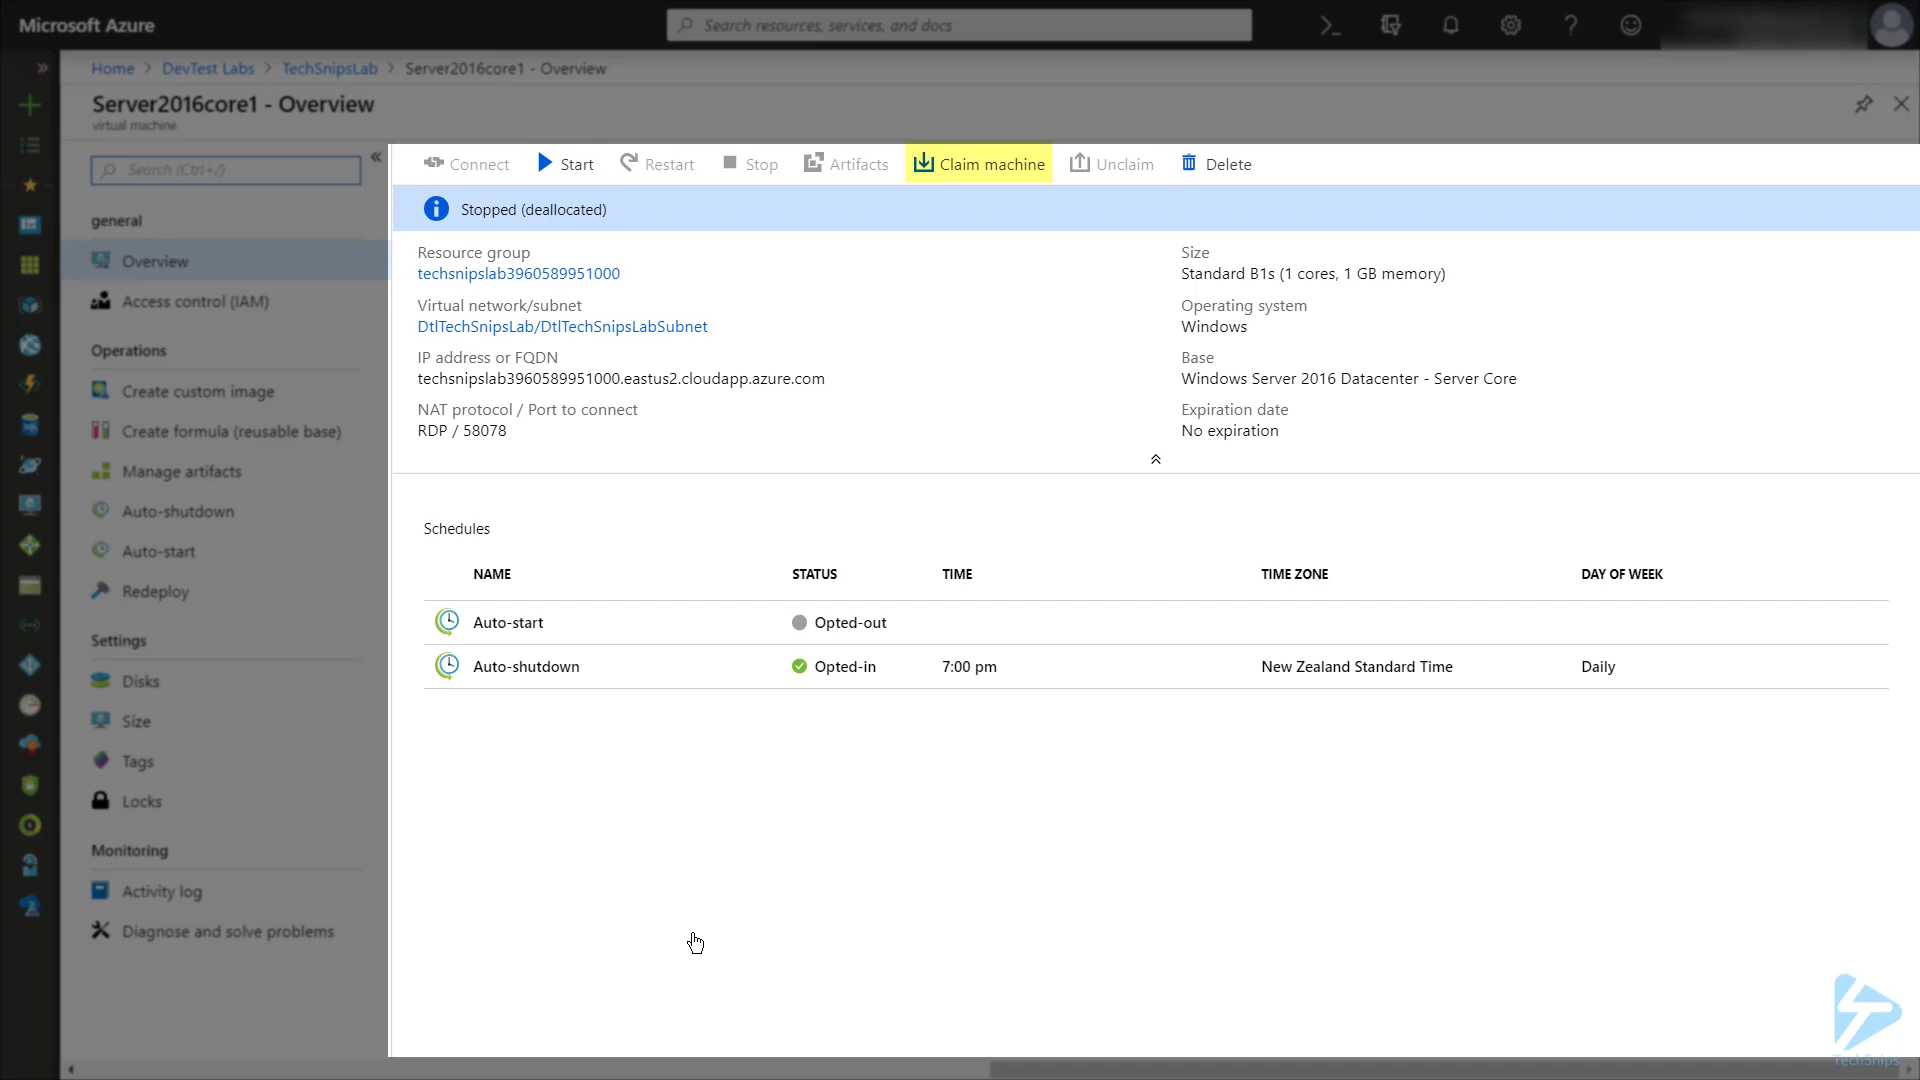 Microsoft Azure
Search resources, services, and docs
Home > DevTest Labs > TechSnipsLab > Server2016core1 - Overview
Server2016core1 - Overview
virtual machine
Search (Ctrl+/)
general
Overview
Access control (IAM)
Operations
Create custom image
Create formula (reusable base)
Manage artifacts
Auto-shutdown
Auto-start
Redeploy
Settings
Disks
Size
Tags
Locks
Monitoring
Activity log
Diagnose and solve problems
Connect Start Restart Stop Artifacts Claim machine Unclaim Delete
Stopped (deallocated)
Resource group
techsnipslab3960589951000
Virtual network/subnet
DtlTechSnipsLab/DtlTechSnipsLabSubnet
IP address or FQDN
techsnipslab3960589951000.eastus2.cloudapp.azure.com
NAT protocol / Port to connect
RDP / 58078
Size
Standard B1s (1 cores, 1 GB memory)
Operating system
Windows
Base
Windows Server 2016 Datacenter - Server Core
Expiration date
No expiration
Schedules
NAME STATUS TIME TIME ZONE DAY OF WEEK
Auto-start Opted-out
Auto-shutdown Opted-in 7:00 pm New Zealand Standard Time Daily
TechSnips